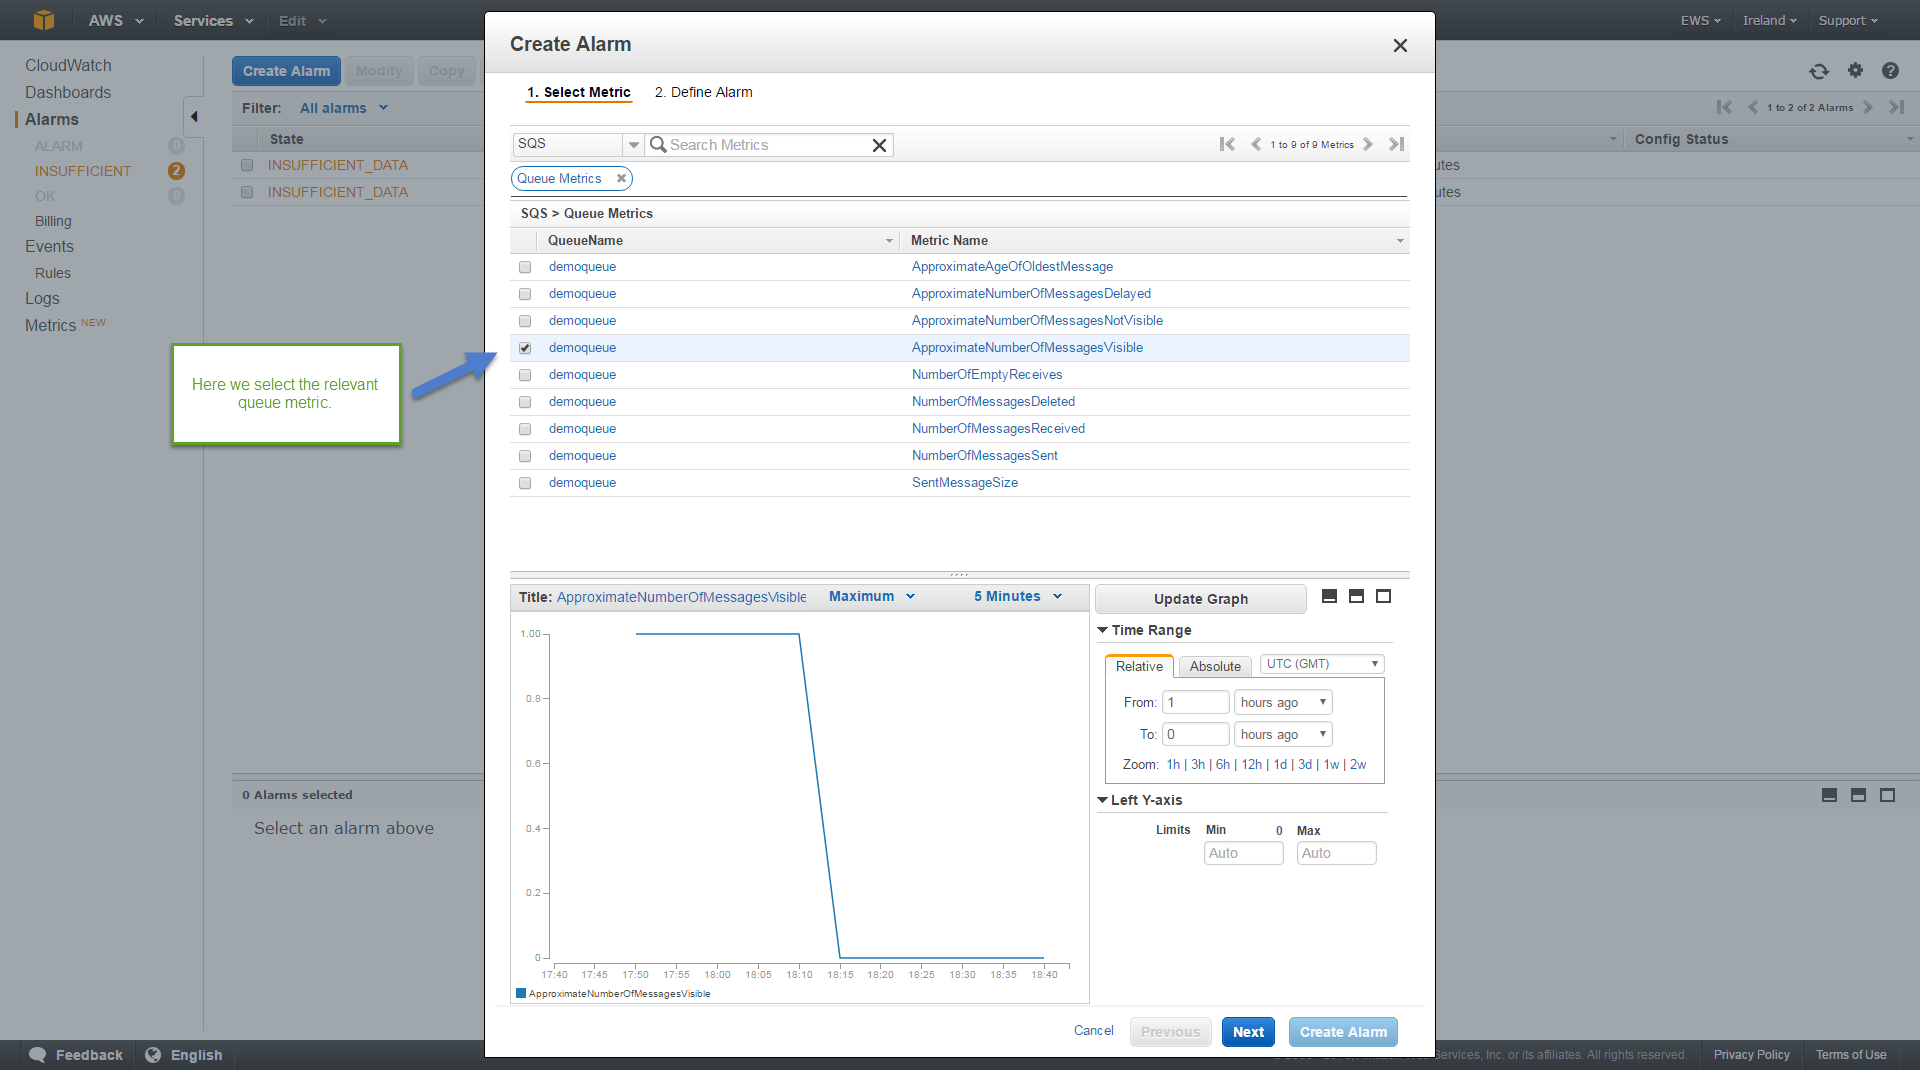 AWS Services Edit EWS Ireland Support
CloudWatch
Dashboards
Alarms
ALARM 0
INSUFFICIENT 2
OK 0
Billing
Events
Rules
Logs
Metrics NEW
Create Alarm Modify Copy
Filter: All alarms
1 to 2 of 2 Alarms
State
Config Status
INSUFFICIENT_DATA
utes
INSUFFICIENT_DATA
utes
0 Alarms selected
Select an alarm above
Here we select the relevant
queue metric.
Create Alarm
1. Select Metric 2. Define Alarm
SQS Search Metrics 1 to 9 of 9 Metrics
Queue Metrics
SQS > Queue Metrics
QueueName Metric Name
demoqueue ApproximateAgeOfOldestMessage
demoqueue ApproximateNumberOfMessagesDelayed
demoqueue ApproximateNumberOfMessagesNotVisible
demoqueue ApproximateNumberOfMessagesVisible
demoqueue NumberOfEmptyReceives
demoqueue NumberOfMessagesDeleted
demoqueue NumberOfMessagesReceived
demoqueue NumberOfMessagesSent
demoqueue SentMessageSize
Title: ApproximateNumberOfMessagesVisible Maximum 5 Minutes
1.00
0.8
0.6
0.4
0.2
0
17:40 17:45 17:50 17:55 18:00 18:05 18:10 18:15 18:20 18:25 18:30 18:35 18:40
ApproximateNumberOfMessagesVisible
Update Graph
Time Range
Relative Absolute UTC (GMT)
From: 1 hours ago
To: 0 hours ago
Zoom: 1h | 3h | 6h | 12h | 1d | 3d | 1w | 2w
Left Y-axis
Limits Min 0 Max
Auto Auto
Cancel Previous Next Create Alarm
Feedback English
Services, Inc. or its affiliates. All rights reserved. Privacy Policy Terms of Use